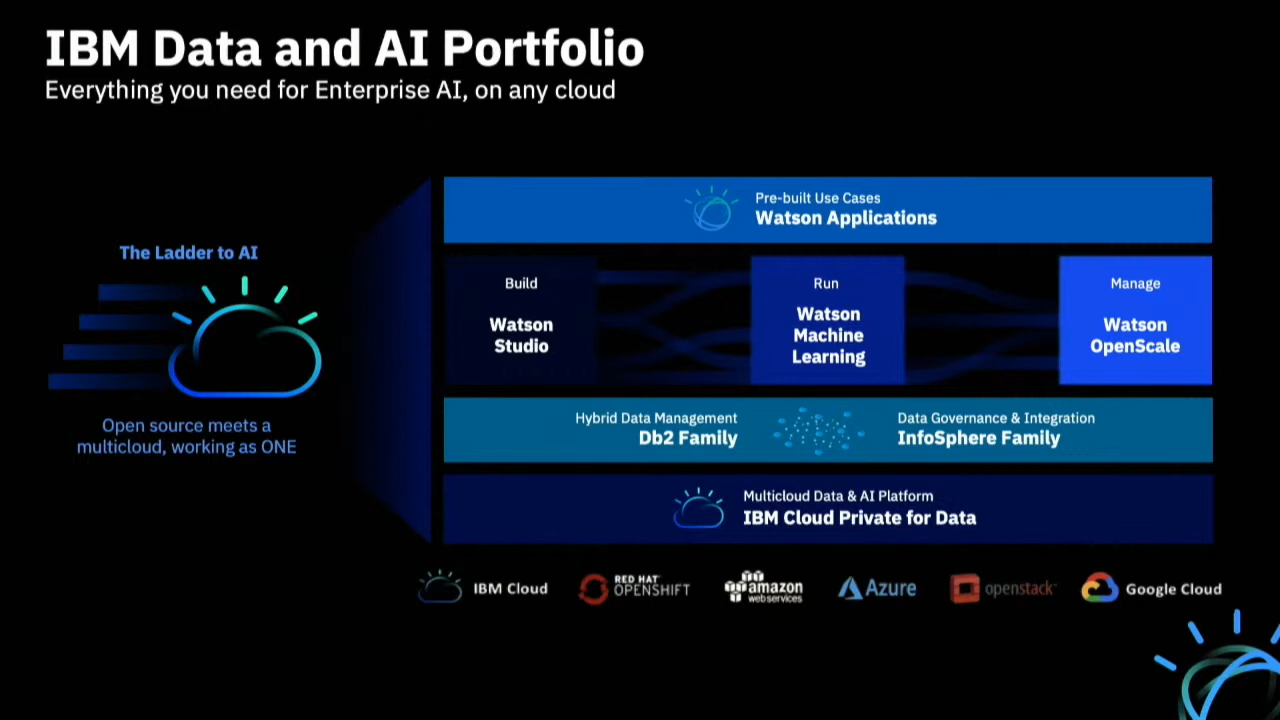 IBM Data and AI Portfolio
Everything you need for Enterprise AI, on any cloud
The Ladder to AI
Open source meets a
multicloud, working as ONE
Pre-built Use Cases
Watson Applications
Build
Watson
Studio
Run
Watson
Machine
Learning
Manage
Watson
OpenScale
Hybrid Data Management
Db2 Family
Data Governance & Integration
InfoSphere Family
Multicloud Data & AI Platform
IBM Cloud Private for Data
IBM Cloud
RED HAT
OPENSHIFT
amazon
webservices
Azure
openstack
Google Cloud